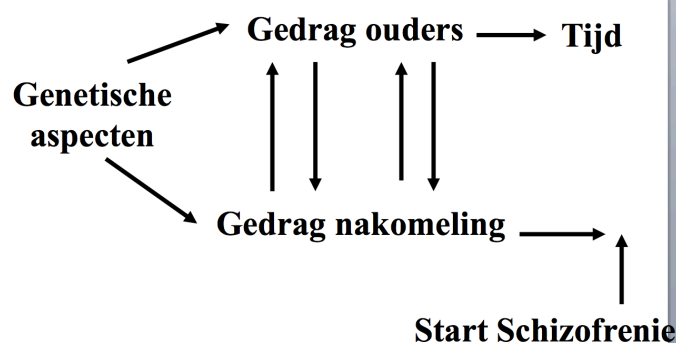 Gedrag ouders
Tijd
Genetische
aspecten
Gedrag nakomeling
Start Schizofrenie